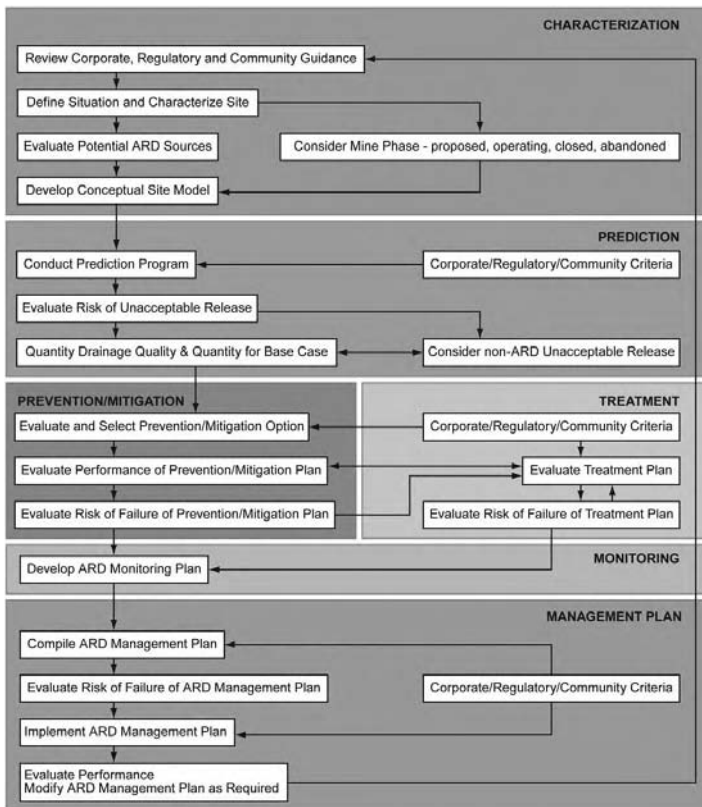 CHARACTERIZATION
Review Corporate, Regulatory and Community Guidance
Define Situation and Characterize Site
Evaluate Potential ARD Sources
Consider Mine Phase - proposed, operating, closed, abandoned
Develop Conceptual Site Model
PREDICTION
Conduct Prediction Program
Corporate/Regulatory/Community Criteria
Evaluate Risk of Unacceptable Release
Quantity Drainage Quality & Quantity for Base Case
Consider non-ARD Unacceptable Release
PREVENTION/MITIGATION
Evaluate and Select Prevention/Mitigation Option
Evaluate Performance of Prevention/Mitigation Plan
Evaluate Risk of Failure of Prevention/Mitigation Plan
TREATMENT
Corporate/Regulatory/Community Criteria
Evaluate Treatment Plan
Evaluate Risk of Failure of Treatment Plan
MONITORING
Develop ARD Monitoring Plan
MANAGEMENT PLAN
Compile ARD Management Plan
Evaluate Risk of Failure of ARD Management Plan
Corporate/Regulatory/Community Criteria
Implement ARD Management Plan
Evaluate Performance
Modify ARD Management Plan as Required